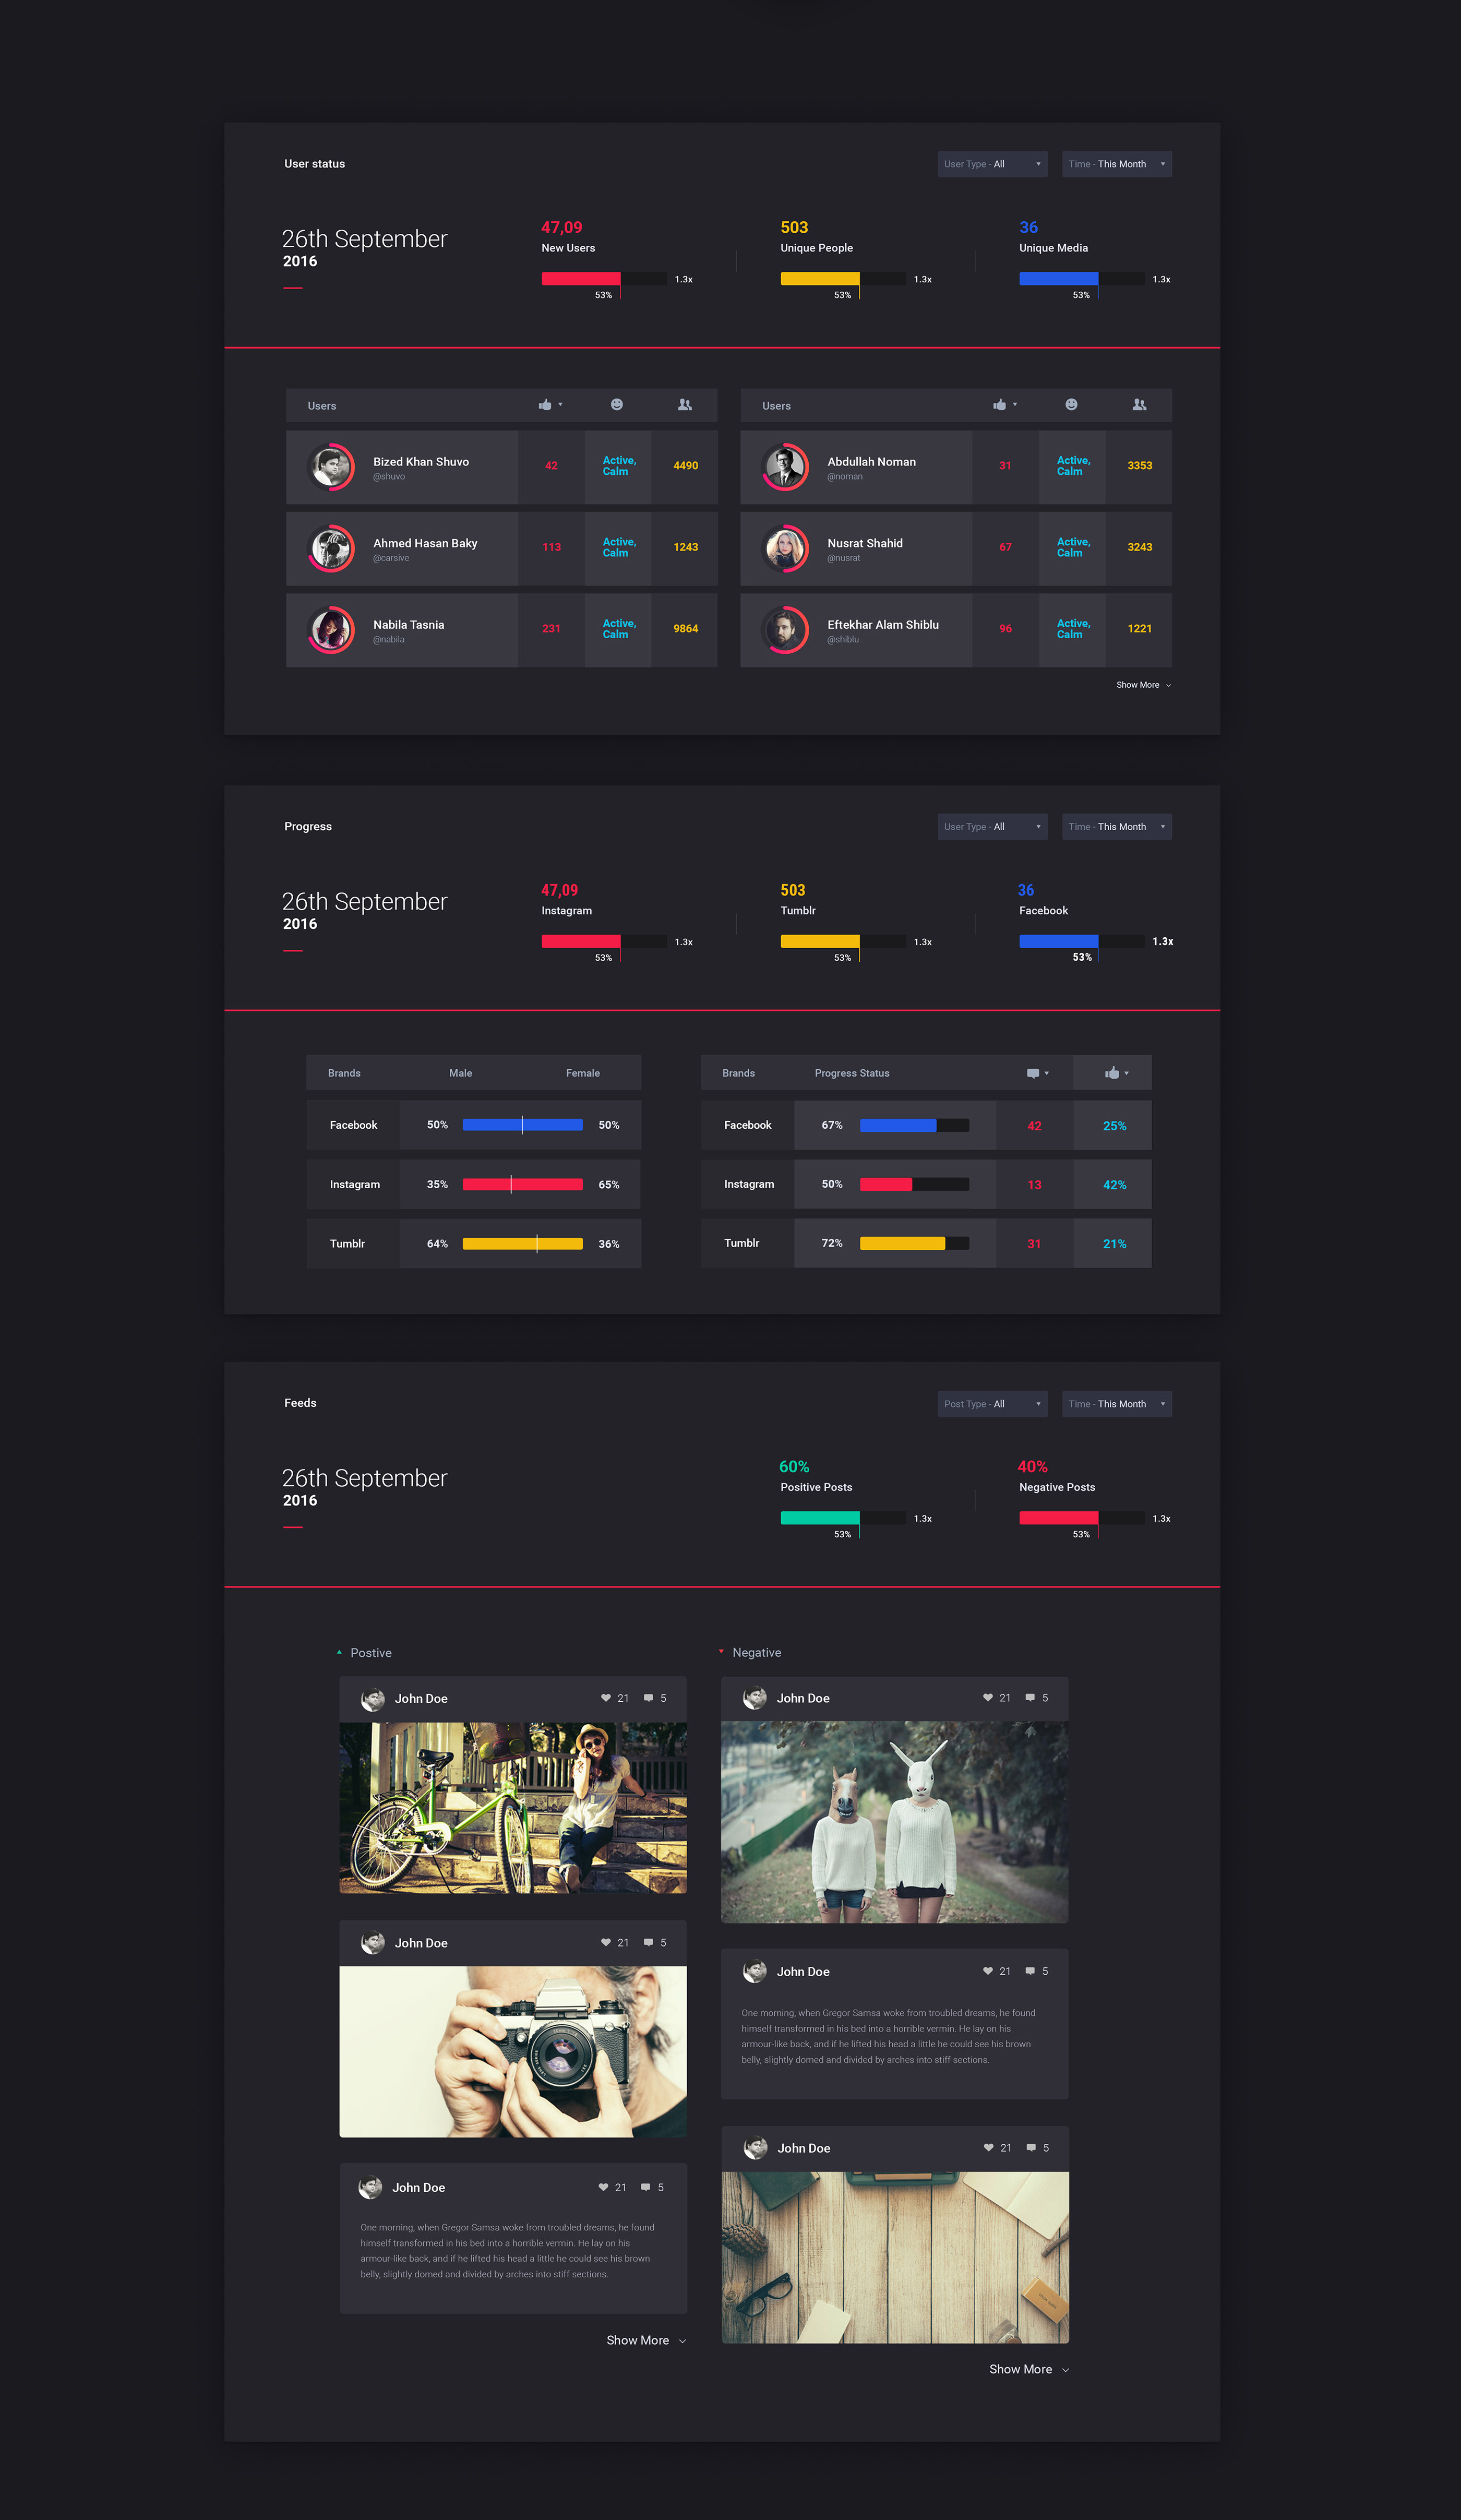 User status
User Type - All
Time - This Month
26th September
2016
47,09
New Users
1.3x
53%
503
Unique People
1.3x
53%
36
Unique Media
1.3x
53%
Users
Bized Khan Shuvo
@shuvo
42
Active,
Calm
4490
Ahmed Hasan Baky
@carsive
113
Active,
Calm
1243
Nabila Tasnia
@nabila
231
Active,
Calm
9864
Users
Abdullah Noman
@noman
31
Active,
Calm
3353
Nusrat Shahid
@nusrat
67
Active,
Calm
3243
Eftekhar Alam Shiblu
@shiblu
96
Active,
Calm
1221
Show More
Progress
User Type - All
Time - This Month
26th September
2016
47,09
Instagram
1.3x
53%
503
Tumblr
1.3x
53%
36
Facebook
1.3x
53%
Brands Male Female
Facebook 50% 50%
Instagram 35% 65%
Tumblr 64% 36%
Brands Progress Status
Facebook 67% 42 25%
Instagram 50% 13 42%
Tumblr 72% 31 21%
Feeds
Post Type - All
Time - This Month
26th September
2016
60%
Positive Posts
1.3x
53%
40%
Negative Posts
1.3x
53%
Postive
John Doe 21 5
John Doe 21 5
John Doe 21 5
One morning, when Gregor Samsa woke from troubled dreams, he found
himself transformed in his bed into a horrible vermin. He lay on his
armour-like back, and if he lifted his head a little he could see his brown
belly, slightly domed and divided by arches into stiff sections.
Show More
Negative
John Doe 21 5
John Doe 21 5
One morning, when Gregor Samsa woke from troubled dreams, he found
himself transformed in his bed into a horrible vermin. He lay on his
armour-like back, and if he lifted his head a little he could see his brown
belly, slightly domed and divided by arches into stiff sections.
John Doe 21 5
Show More